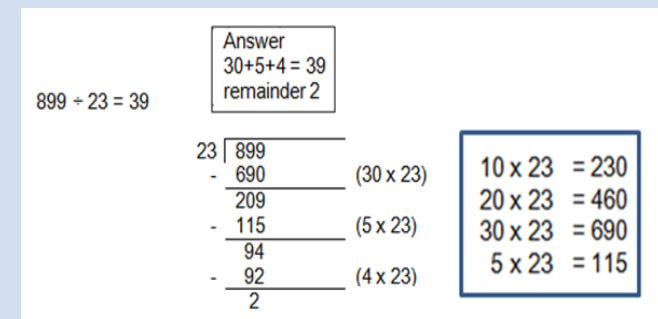 Answer
30+5+4 = 39
remainder 2
899 ÷ 23 = 39
23 899
- 690 (30 x 23)
209
- 115 (5 x 23)
94
- 92 (4 x 23)
2
10 x 23 = 230
20 x 23 = 460
30 x 23 = 690
5 x 23 = 115